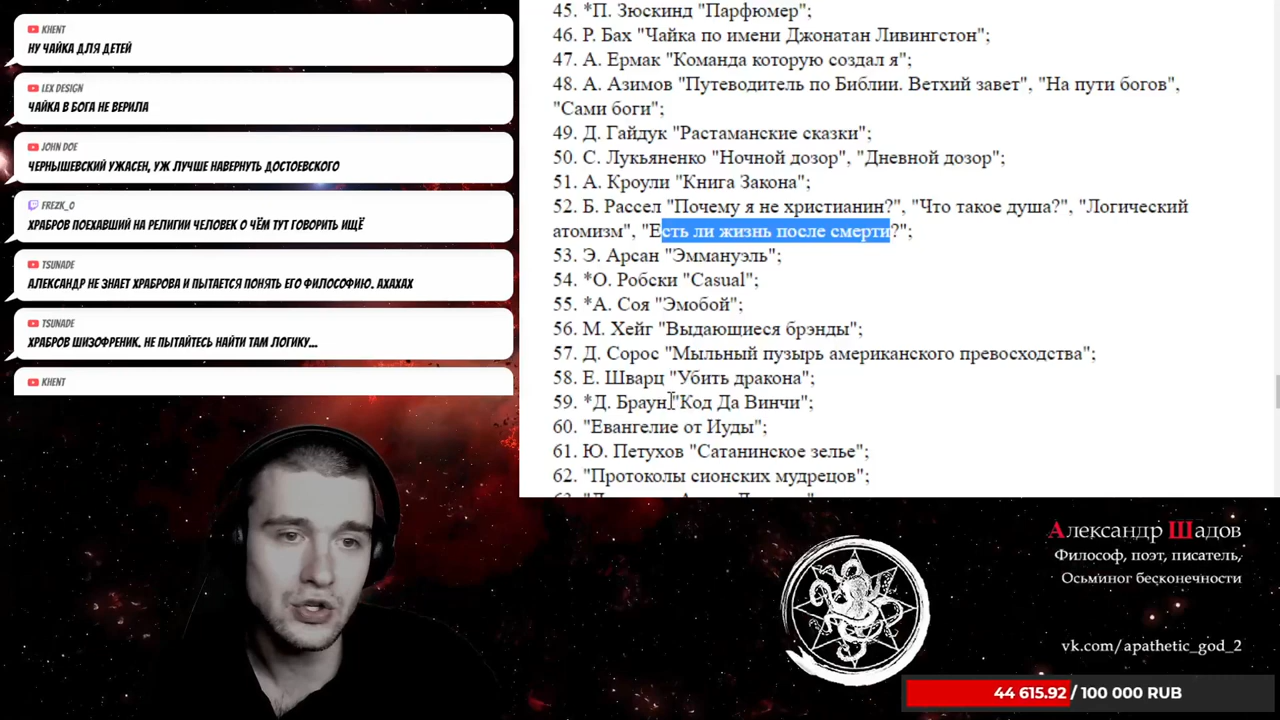 KHENT
НУ ЧАЙКА ДЛЯ ДЕТЕЙ
LEX DESIGN
ЧАЙКА В БОГА НЕ ВЕРИЛА
JOHN DOE
ЧЕРНЫШЕВСКИЙ УЖАСЕН, УЖ ЛУЧШЕ НАВЕРНУТЬ ДОСТОЕВСКОГО
FREZK_O
ХРАБРОВ ПОЕХАВШИЙ НА РЕЛИГИИ ЧЕЛОВЕК О ЧЁМ ТУТ ГОВОРИТЬ ИЩЁ
TSUNADE
АЛЕКСАНДР НЕ ЗНАЕТ ХРАБРОВА И ПЫТАЕТСЯ ПОНЯТЬ ЕГО ФИЛОСОФИЮ. АХАХАХ
TSUNADE
ХРАБРОВ ШИЗОФРЕНИК. НЕ ПЫТАЙТЕСЬ НАЙТИ ТАМ ЛОГИКУ...
KHENT
45. *П. Зюскинд "Парфюмер";
46. Р. Бах "Чайка по имени Джонатан Ливингстон";
47. А. Ермак "Команда которую создал я";
48. А. Азимов "Путеводитель по Библии. Ветхий завет", "На пути богов",
"Сами боги";
49. Д. Гайдук "Растаманские сказки";
50. С. Лукьяненко "Ночной дозор", "Дневной дозор";
51. А. Кроули "Книга Закона";
52. Б. Рассел "Почему я не христианин?", "Что такое душа?", "Логический
атомизм", "Есть ли жизнь после смерти?";
53. Э. Арсан "Эммануэль";
54. *О. Робски "Casual";
55. *А. Соя "Эмобой";
56. М. Хейг "Выдающиеся брэнды";
57. Д. Сорос "Мыльный пузырь американского превосходства";
58. Е. Шварц "Убить дракона";
59. *Д. Браун "Код Да Винчи";
60. "Евангелие от Иуды";
61. Ю. Петухов "Сатанинское зелье";
62. "Протоколы сионских мудрецов";
Александр Шадов
Философ, поэт, писатель,
Осьминог бесконечности
vk.com/apathetic_god_2
44 615.92 / 100 000 RUB